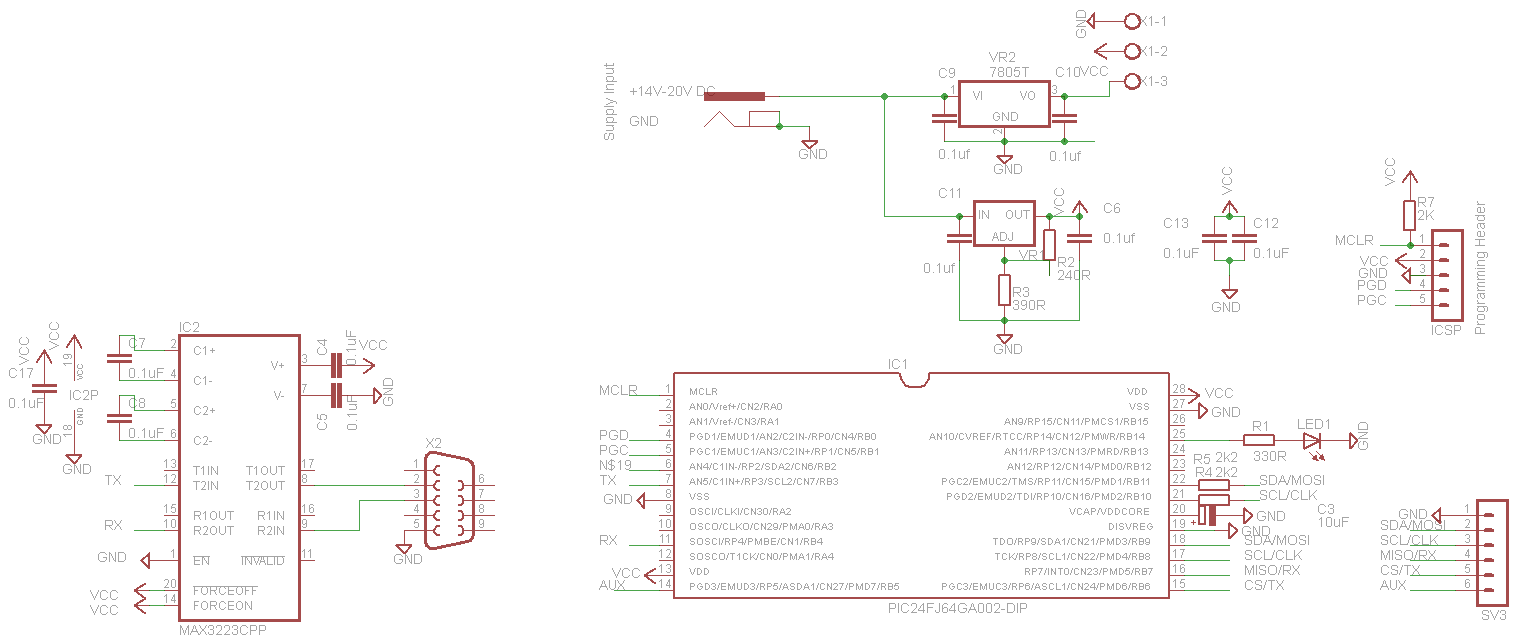 GND
X1-1
X1-2
VCC
X1-3
Supply Input
+14V-20V DC
GND
GND
VR2
7805T
C9
C10
1
VI
VO
3
GND
2
0.1uf
0.1uf
GND
C11
IN
OUT
ADJ
VR1
VCC
C6
0.1uf
0.1uf
R2
240R
R3
390R
GND
VCC
C13
C12
0.1uF
0.1uF
GND
VCC
R7
2K
MCLR
1
VCC
2
GND
3
PGD
4
PGC
5
ICSP
Programming Header
VCC
C17
0.1uF
GND
VCC
19
VCC
IC2P
GND
18
GND
C7
0.1uF
C8
0.1uF
IC2
2 C1+
4 C1-
5 C2+
6 C2-
13 T1IN
TX 12 T2IN
15 R1OUT
RX 10 R2OUT
GND 1 EN
VCC 20 FORCEOFF
VCC 14 FORCEON
V+ 3
V- 7
T1OUT 17
T2OUT 8
R1IN 16
R2IN 9
INVALID 11
MAX3223CPP
C4
0.1uF
VCC
C5
0.1uF
GND
X2
1
2
3
4
5
6
7
8
9
GND
IC1
MCLR 1 MCLR
2 AN0/Vref+/CN2/RA0
3 AN1/Vref-/CN3/RA1
PGD 4 PGD1/EMUD1/AN2/C2IN-/RP0/CN4/RB0
PGC 5 PGC1/EMUC1/AN3/C2IN+/RP1/CN5/RB1
N$19 6 AN4/C1IN-/RP2/SDA2/CN6/RB2
TX 7 AN5/C1IN+/RP3/SCL2/CN7/RB3
GND 8 VSS
9 OSCI/CLKI/CN30/RA2
10 OSCO/CLKO/CN29/PMA0/RA3
RX 11 SOSCI/RP4/PMBE/CN1/RB4
12 SOSCO/T1CK/CN0/PMA1/RA4
VCC 13 VDD
AUX 14 PGD3/EMUD3/RP5/ASDA1/CN27/PMD7/RB5
VDD 28 VCC
VSS 27 GND
AN9/RP15/CN11/PMCS1/RB15 26
AN10/CVREF/RTCC/RP14/CN12/PMWR/RB14 25
AN11/RP13/CN13/PMRD/RB13 24
AN12/RP12/CN14/PMD0/RB12 23
PGC2/EMUC2/TMS/RP11/CN15/PMD1/RB11 22
PGD2/EMUD2/TDI/RP10/CN16/PMD2/RB10 21
VCAP/VDDCORE 20
DISVREG 19
TDO/RP9/SDA1/CN21/PMD3/RB9 18
TCK/RP8/SCL1/CN22/PMD4/RB8 17
RP7/INT0/CN23/PMD5/RB7 16
PGC3/EMUC3/RP6/ASCL1/CN24/PMD6/RB6 15
PIC24FJ64GA002-DIP
R1
330R
LED1
GND
R5 2k2
R4 2k2
SDA/MOSI
SCL/CLK
+
GND
C3
10uF
GND
SDA/MOSI
SCL/CLK
MISO/RX
CS/TX
GND 1
SDA/MOSI 2
SCL/CLK 3
MISO/RX 4
CS/TX 5
AUX 6
SV3